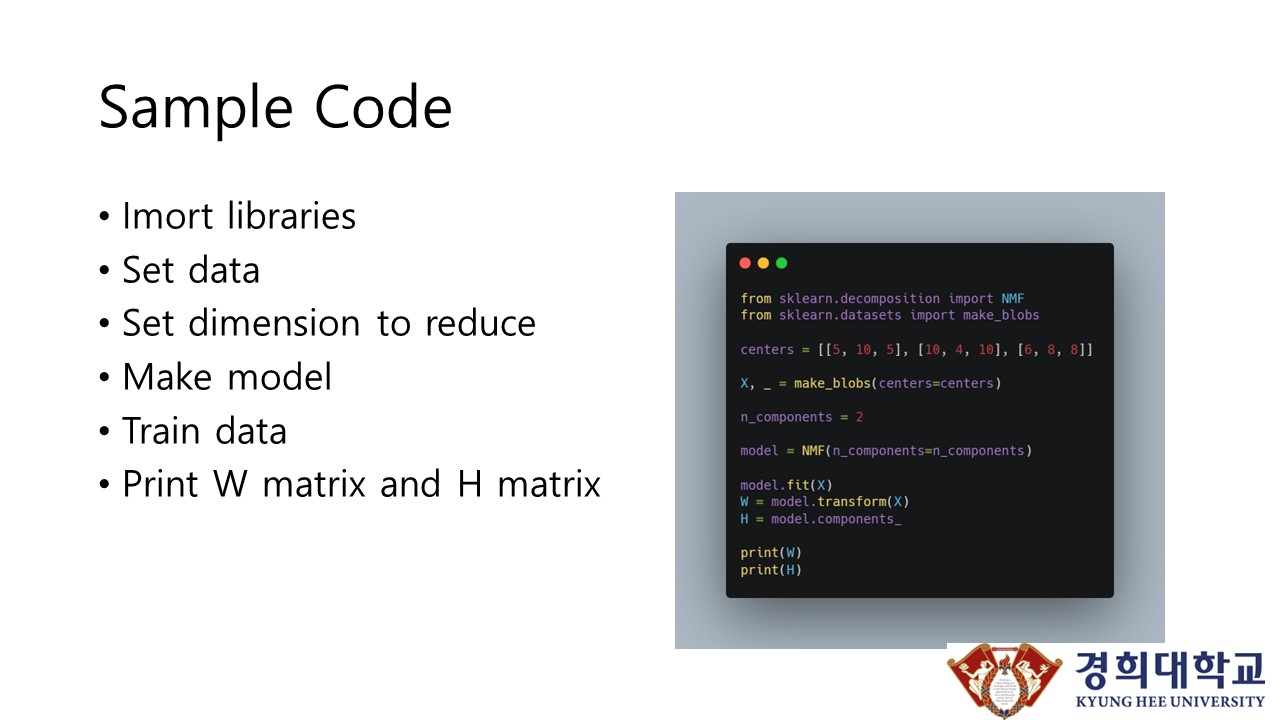 Sample Code
• Imort libraries
• Set data
• Set dimension to reduce
• Make model
• Train data
• Print W matrix and H matrix
from sklearn.decomposition import NMF
from sklearn.datasets import make_blobs
centers = [[5, 10, 5], [10, 4, 10], [6, 8, 8]]
X, _ = make_blobs(centers=centers)
n_components = 2
model = NMF(n_components=n_components)
model.fit(X)
W = model.transform(X)
H = model.components_
print(W)
print(H)
경희대학교
KYUNG HEE UNIVERSITY